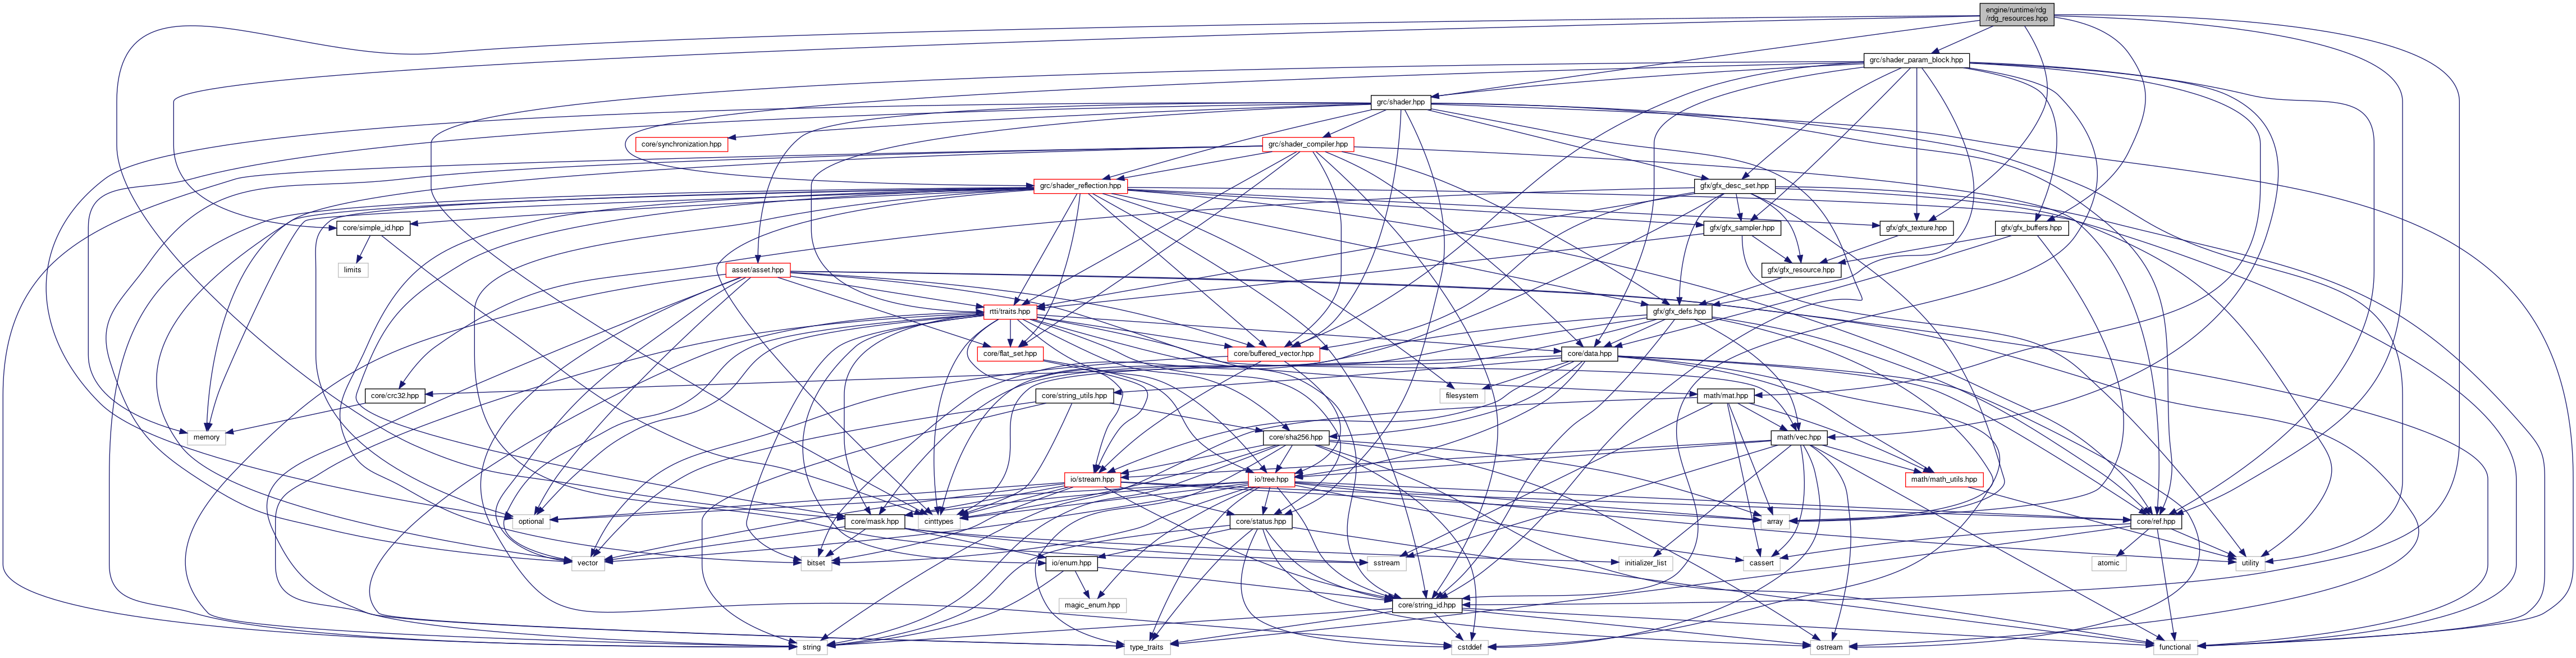 engine/runtime/rdg
/rdg_resources.hpp
grc/shader_param_block.hpp
grc/shader.hpp
core/synchronization.hpp
grc/shader_compiler.hpp
grc/shader_reflection.hpp
gfx/gfx_desc_set.hpp
core/simple_id.hpp
gfx/gfx_sampler.hpp
gfx/gfx_texture.hpp
gfx/gfx_buffers.hpp
limits
asset/asset.hpp
gfx/gfx_resource.hpp
rtti/traits.hpp
gfx/gfx_defs.hpp
core/flat_set.hpp
core/buffered_vector.hpp
core/data.hpp
core/crc32.hpp
core/string_utils.hpp
filesystem
math/mat.hpp
memory
core/sha256.hpp
math/vec.hpp
io/stream.hpp
io/tree.hpp
math/math_utils.hpp
optional
core/mask.hpp
cinttypes
core/status.hpp
array
core/ref.hpp
vector
bitset
io/enum.hpp
sstream
initializer_list
cassert
atomic
utility
magic_enum.hpp
core/string_id.hpp
string
type_traits
cstddef
ostream
functional